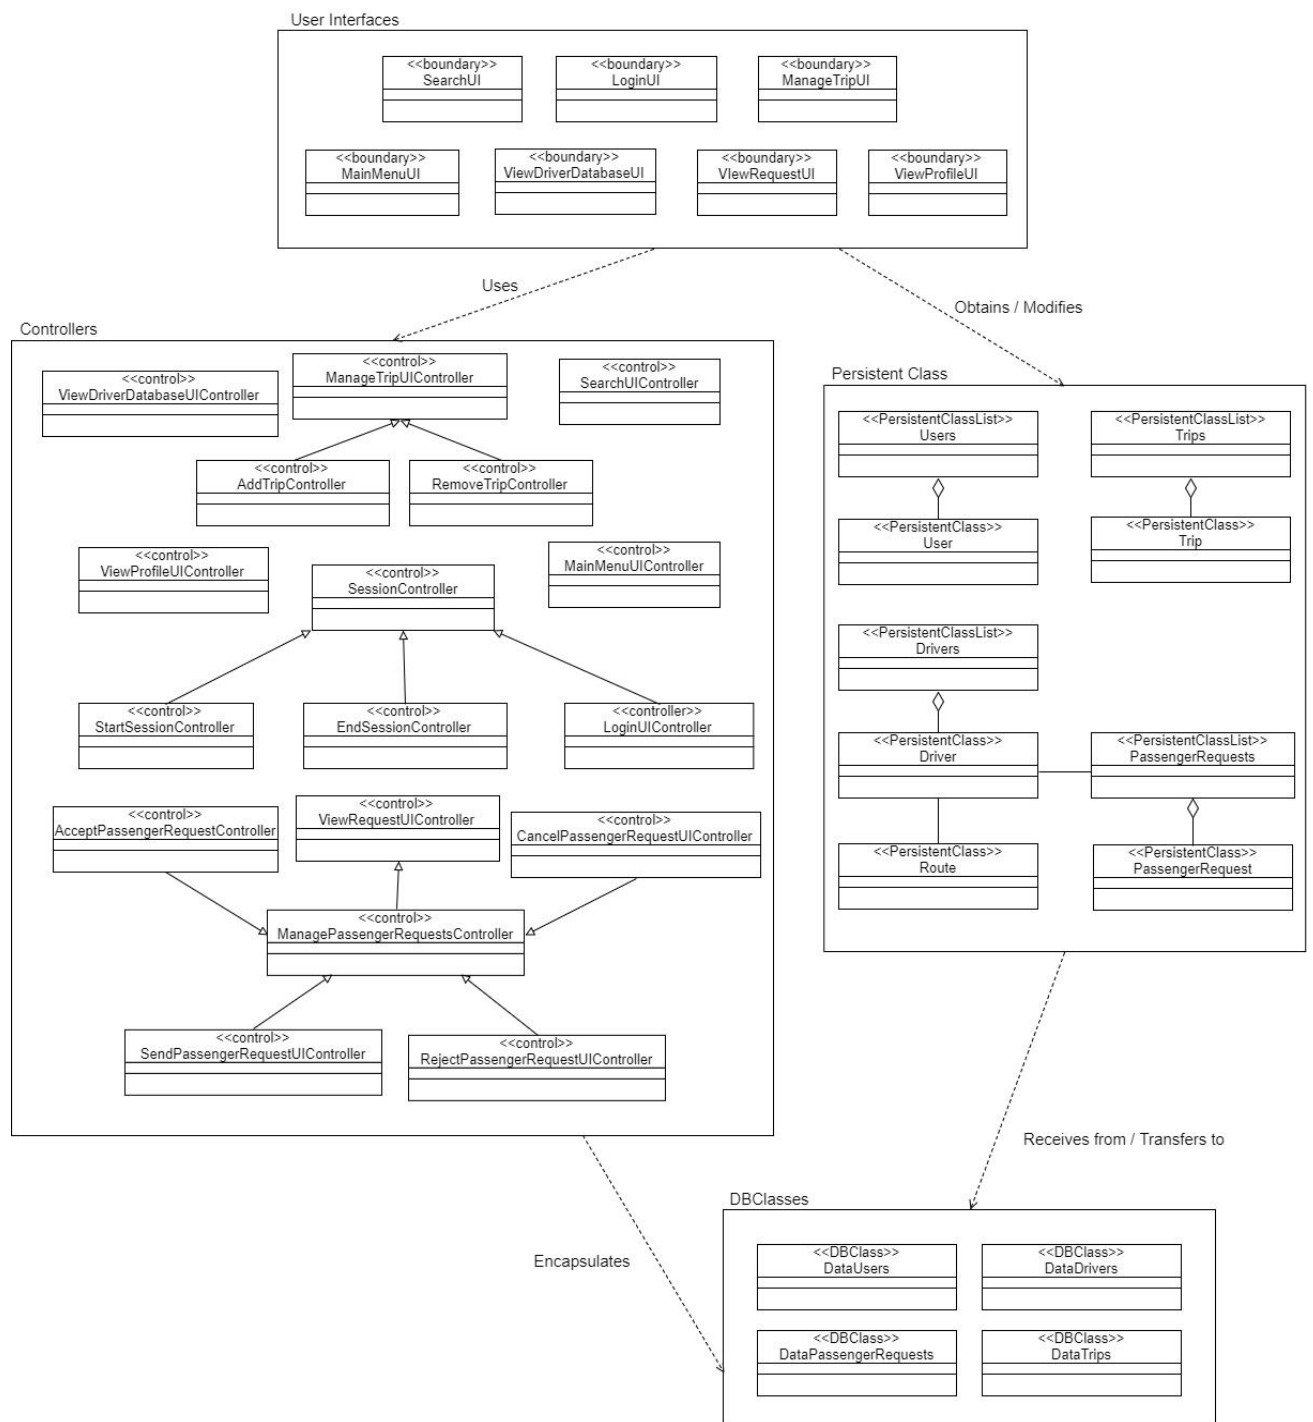 User Interfaces
<<boundary>>
SearchUI
<<boundary>>
LoginUI
<<boundary>>
ManageTripUI
<<boundary>>
MainMenuUI
<<boundary>>
ViewDriverDatabaseUI
<<boundary>>
VIewRequestUI
<<boundary>>
ViewProfileUI
Uses
Obtains / Modifies
Controllers
<<control>>
ViewDriverDatabaseUIController
<<control>>
ManageTripUIController
<<control>>
SearchUIController
<<control>>
AddTripController
<<control>>
RemoveTripController
<<control>>
ViewProfileUIController
<<control>>
SessionController
<<control>>
MainMenuUIController
<<control>>
StartSessionController
<<control>>
EndSessionController
<<controller>>
LoginUIController
<<control>>
AcceptPassengerRequestController
<<control>>
ViewRequestUIController
<<control>>
CancelPassengerRequestUIController
<<control>>
ManagePassengerRequestsController
<<control>>
SendPassengerRequestUIController
<<control>>
RejectPassengerRequestUIController
Persistent Class
<<PersistentClassList>>
Users
<<PersistentClassList>>
Trips
<<PersistentClass>>
User
<<PersistentClass>>
Trip
<<PersistentClassList>>
Drivers
<<PersistentClass>>
Driver
<<PersistentClassList>>
PassengerRequests
<<PersistentClass>>
Route
<<PersistentClass>>
PassengerRequest
Receives from / Transfers to
Encapsulates
DBClasses
<<DBClass>>
DataUsers
<<DBClass>>
DataDrivers
<<DBClass>>
DataPassengerRequests
<<DBClass>>
DataTrips